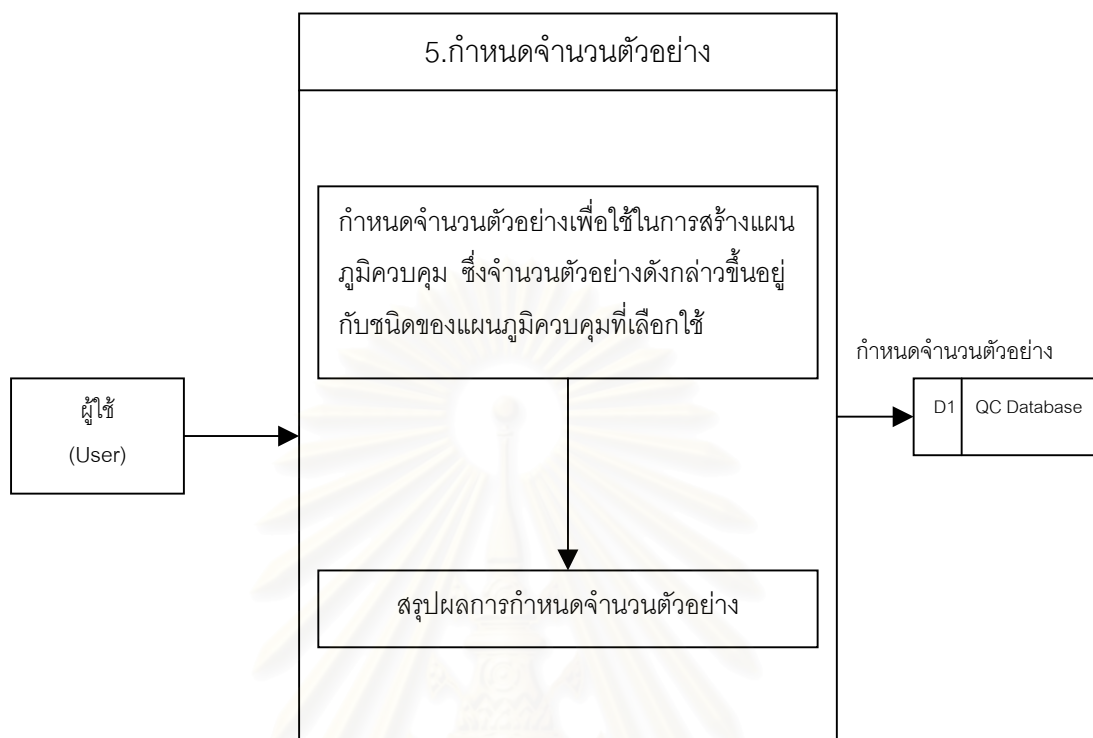 5.กำหนดจำนวนตัวอย่าง
กำหนดจำนวนตัวอย่างเพื่อใช้ในการสร้างแผน
ภูมิควบคุม ซึ่งจำนวนตัวอย่างดังกล่าวขึ้นอยู่
กับชนิดของแผนภูมิควบคุมที่เลือกใช้
กำหนดจำนวนตัวอย่าง
ผู้ใช้
(User)
D1 QC Database
สรุปผลการกำหนดจำนวนตัวอย่าง